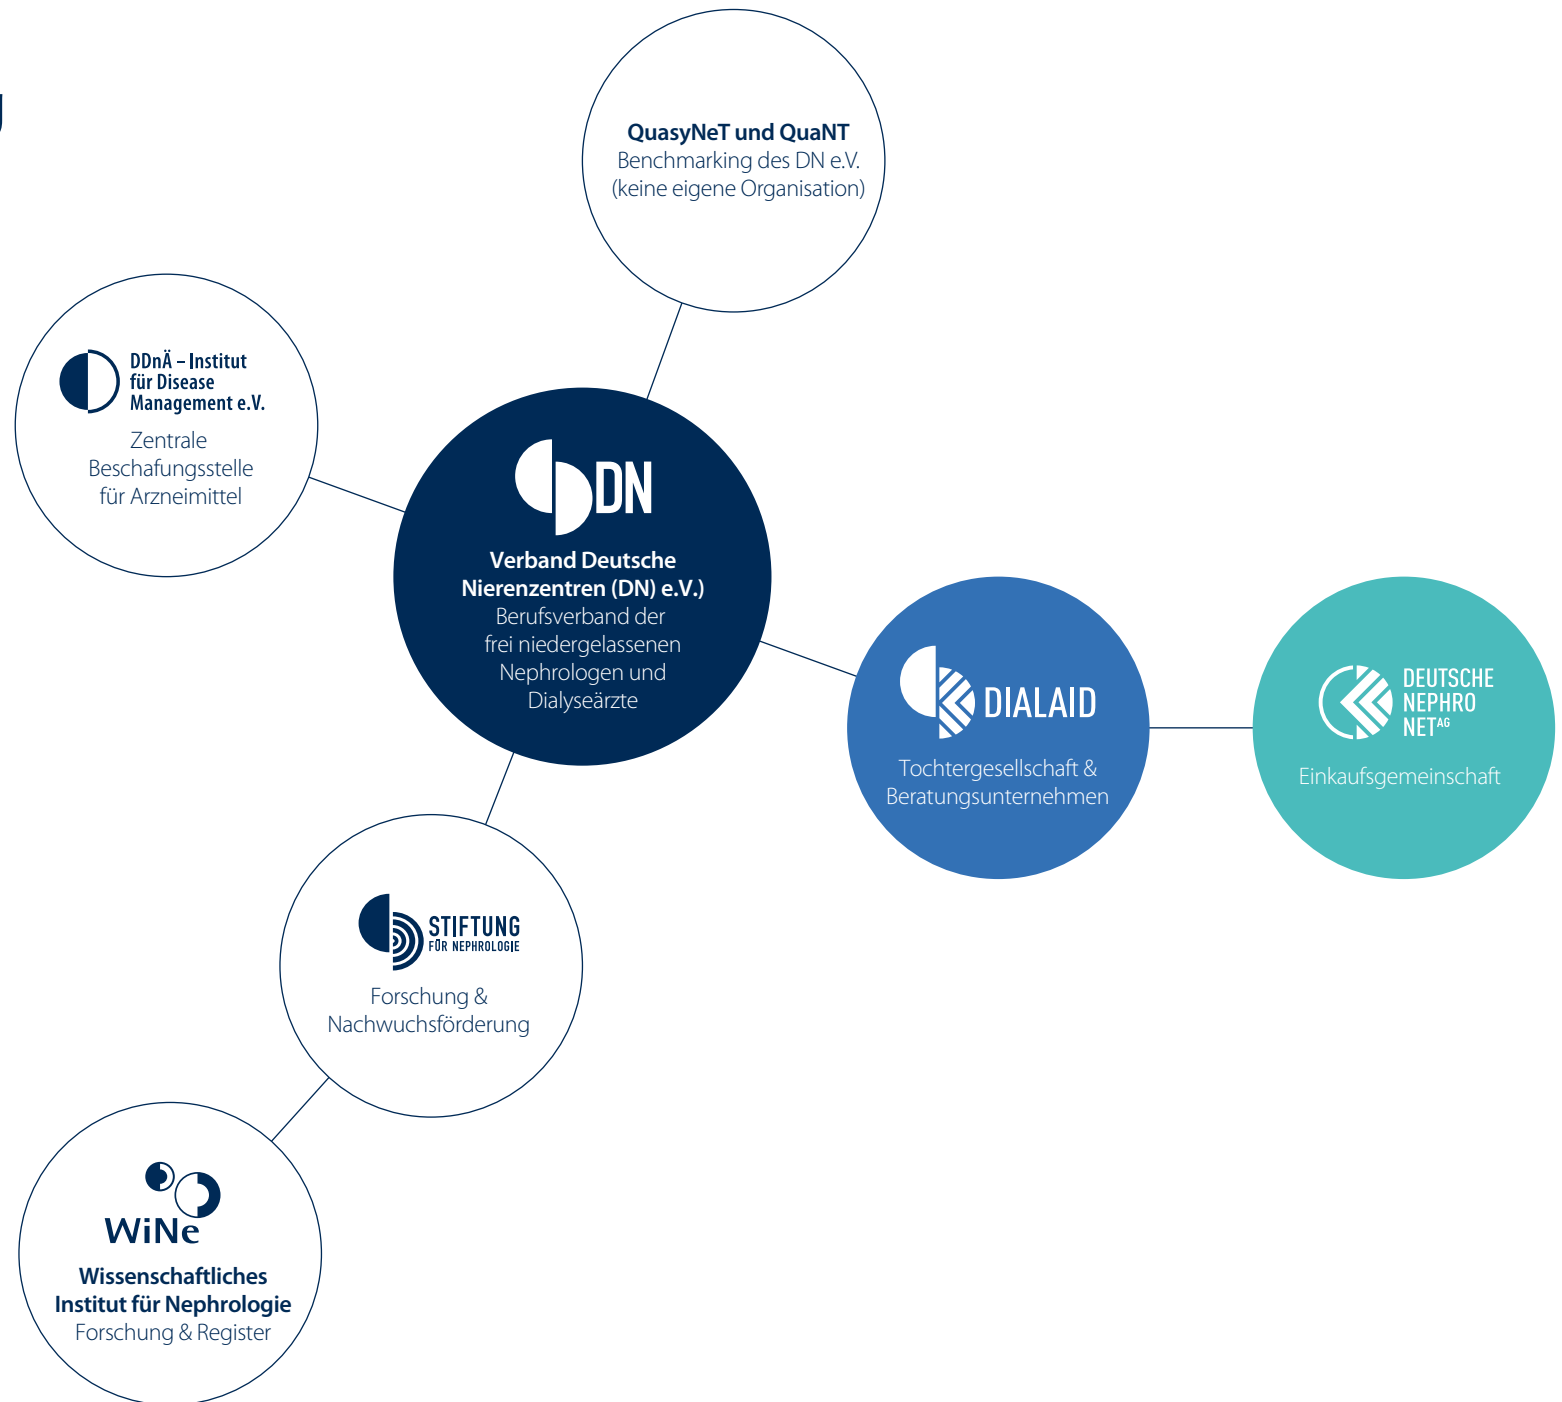 QuasyNeT und QuaNT
Benchmarking des DN e.V.
(keine eigene Organisation)
DDnÄ – Institut
für Disease
Management e.V.
Zentrale
Beschafungsstelle
für Arzneimittel
DN
Verband Deutsche
Nierenzentren (DN) e.V.)
Berufsverband der
frei niedergelassenen
Nephrologen und
Dialyseärzte
DIALAID
Tochtergesellschaft &
Beratungsunternehmen
DEUTSCHE
NEPHRO
NETAG
Einkaufsgemeinschaft
STIFTUNG
FÜR NEPHROLOGIE
Forschung &
Nachwuchsförderung
WiNe
Wissenschaftliches
Institut für Nephrologie
Forschung & Register